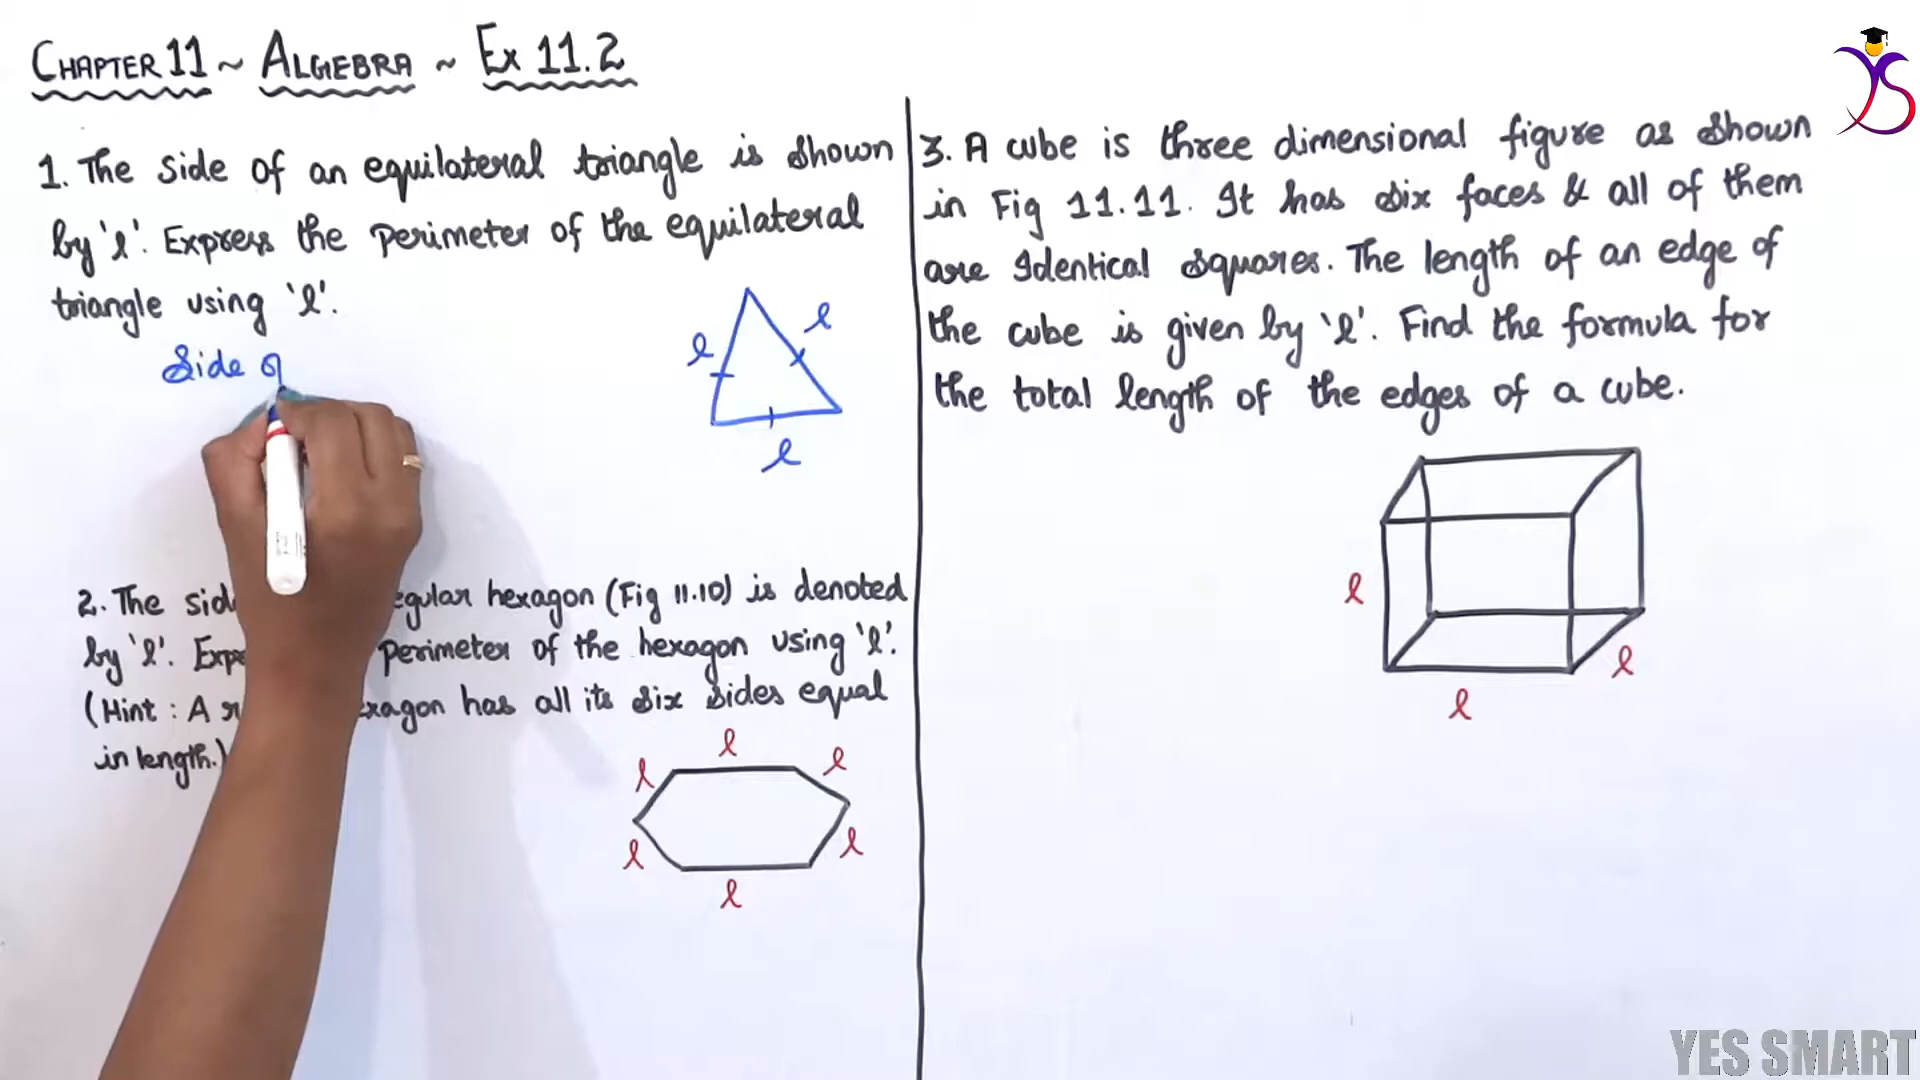 CHAPTER 11 ~ ALGEBRA ~ Ex 11.2
1. The side of an equilateral triangle is shown
by 'l'. Express the perimeter of the equilateral
triangle using 'l'.
Side
l
l
l
2. The egular hexagon (Fig 11.10) is denoted
by 'l'. perimeter of the hexagon using 'l'.
(Hint : A has all its six sides equal
in length.)
l
l
l
l
l
l
3. A cube is three dimensional figure as shown
in Fig 11.11. It has six faces & all of them
are Identical squares. The length of an edge of
the cube is given by 'l'. Find the formula for
the total length of the edges of a cube.
l
l
l
YS
YES SMART